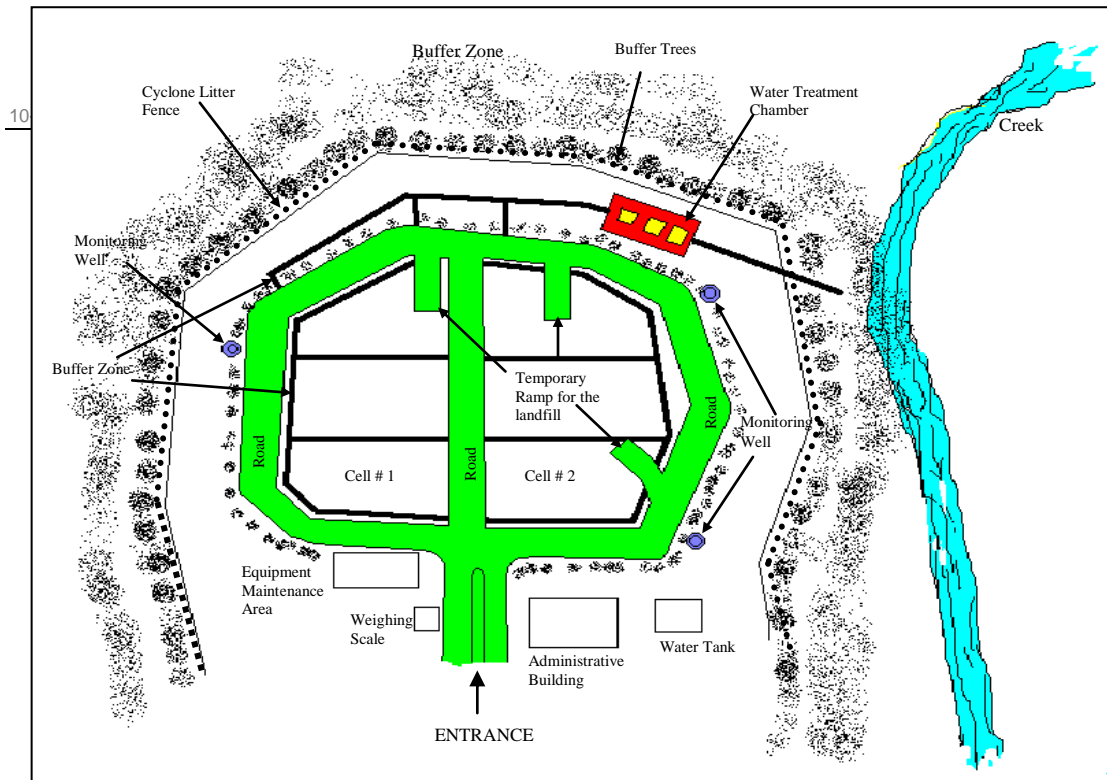 Buffer Zone
Buffer Trees
Cyclone Litter
Fence
Water Treatment
Chamber
10
Creek
Monitoring
Well
Buffer Zone
Temporary
Ramp for the
landfill
Monitoring
Well
Road
Road
Road
Cell # 1
Cell # 2
Equipment
Maintenance
Area
Weighing
Scale
Administrative
Building
Water Tank
ENTRANCE